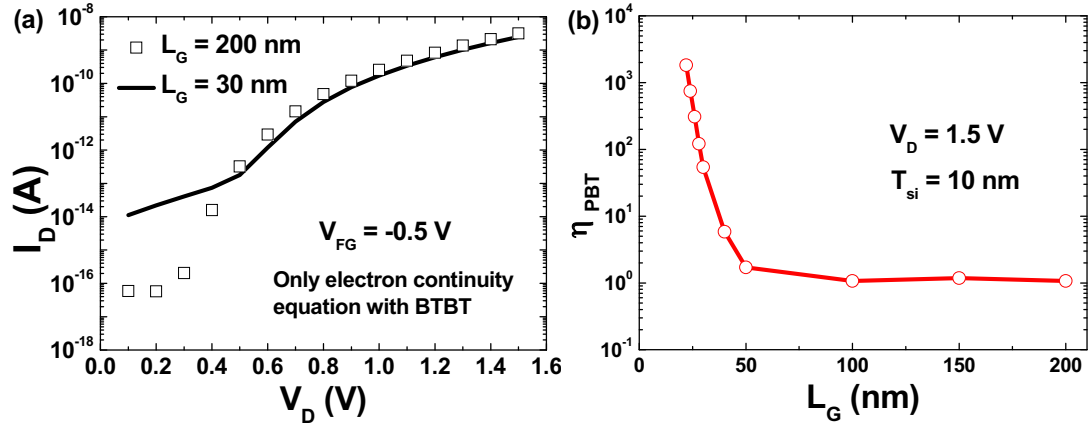 (a)
L_G = 200 nm
L_G = 30 nm
V_FG = -0.5 V
Only electron continuity
equation with BTBT
I_D (A)
10^-8
10^-10
10^-12
10^-14
10^-16
10^-18
0.0 0.2 0.4 0.6 0.8 1.0 1.2 1.4 1.6
V_D (V)
(b)
V_D = 1.5 V
T_si = 10 nm
η_PBT
10^4
10^3
10^2
10^1
10^0
10^-1
0 50 100 150 200
L_G (nm)